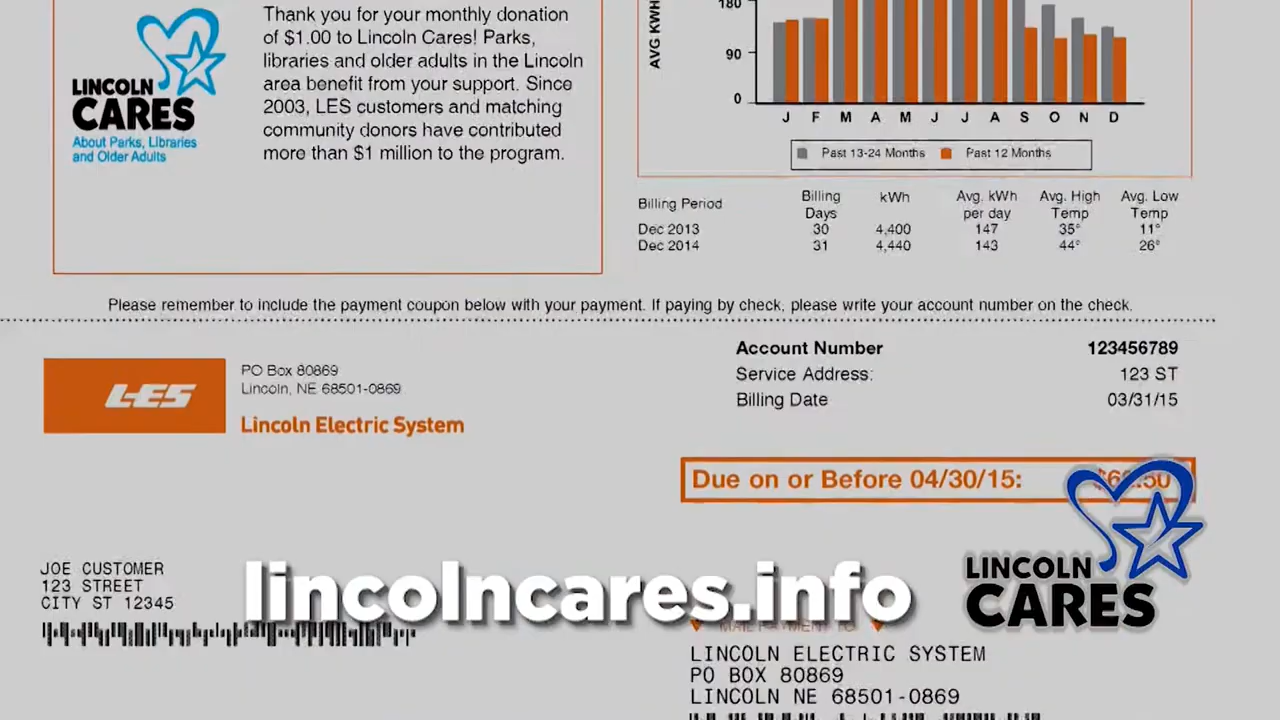 Thank you for your monthly donation
of $1.00 to Lincoln Cares! Parks,
libraries and older adults in the Lincoln
area benefit from your support. Since
2003, LES customers and matching
community donors have contributed
more than $1 million to the program.
LINCOLN
CARES
About Parks, Libraries
and Older Adults
AVG KWH
180
90
0
J F M A M J J A S O N D
Past 13-24 Months Past 12 Months
Billing Period Billing Days kWh Avg. kWh per day Avg. High Temp Avg. Low Temp
Dec 2013 30 4,400 147 35° 11°
Dec 2014 31 4,440 143 44° 26°
Please remember to include the payment coupon below with your payment. If paying by check, please write your account number on the check.
LES
PO Box 80869
Lincoln, NE 68501-0869
Lincoln Electric System
Account Number 123456789
Service Address: 123 ST
Billing Date 03/31/15
Due on or Before 04/30/15:
JOE CUSTOMER
123 STREET
CITY ST 12345
lincolncares.info
LINCOLN
CARES
MAIL PAYMENT TO
LINCOLN ELECTRIC SYSTEM
PO BOX 80869
LINCOLN NE 68501-0869